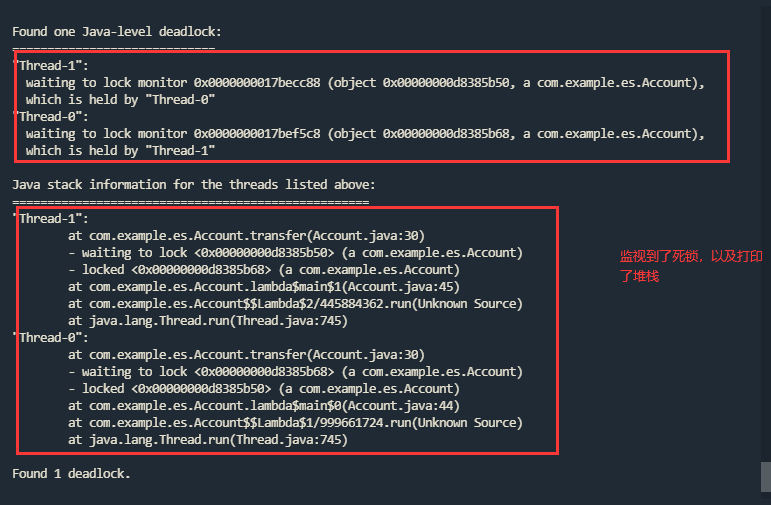 Found one Java-level deadlock:
=============================
"Thread-1":
  waiting to lock monitor 0x0000000017becc88 (object 0x00000000d8385b50, a com.example.es.Account),
  which is held by "Thread-0"
"Thread-0":
  waiting to lock monitor 0x0000000017bef5c8 (object 0x00000000d8385b68, a com.example.es.Account),
  which is held by "Thread-1"
Java stack information for the threads listed above:
===================================================
"Thread-1":
        at com.example.es.Account.transfer(Account.java:30)
        - waiting to lock <0x00000000d8385b50> (a com.example.es.Account)
        - locked <0x00000000d8385b68> (a com.example.es.Account)
        at com.example.es.Account.lambda$main$1(Account.java:45)
        at com.example.es.Account$$Lambda$2/445884362.run(Unknown Source)
        at java.lang.Thread.run(Thread.java:745)
"Thread-0":
        at com.example.es.Account.transfer(Account.java:30)
        - waiting to lock <0x00000000d8385b68> (a com.example.es.Account)
        - locked <0x00000000d8385b50> (a com.example.es.Account)
        at com.example.es.Account.lambda$main$0(Account.java:44)
        at com.example.es.Account$$Lambda$1/999661724.run(Unknown Source)
        at java.lang.Thread.run(Thread.java:745)
监视到了死锁，以及打印
了堆栈
Found 1 deadlock.